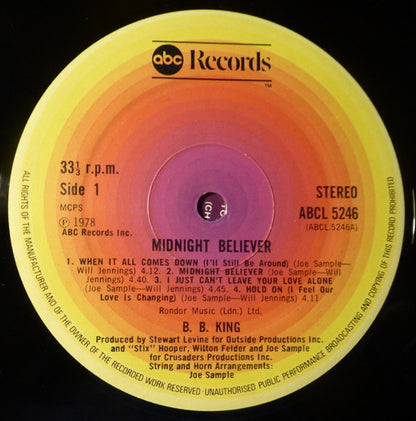 abc Records
TM
33⅓ r.p.m.
Side 1
MCPS
Ⓟ 1978
ABC Records Inc.
STEREO
ABCL 5246
(ABCL.5246A)
MIDNIGHT BELIEVER
1. WHEN IT ALL COMES DOWN (I'll Still Be Around) (Joe Sample—
Will Jennings) 4.12. 2. MIDNIGHT BELIEVER (Joe Sample—Will
Jennings) 4.40. 3. I JUST CAN'T LEAVE YOUR LOVE ALONE
(Joe Sample—Will Jennings) 4.45. 4. HOLD ON (I Feel Our
Love Is Changing) (Joe Sample—Will Jennings) 4.11
Rondor Music (Ldn.) Ltd.
B. B. KING
Produced by Stewart Levine for Outside Productions Inc.
and "Stix" Hooper, Wilton Felder and Joe Sample
for Crusaders Productions Inc.
String and Horn Arrangements:
Joe Sample
ALL RIGHTS OF THE MANUFACTURER AND OF THE OWNER OF THE RECORDED WORK RESERVED · UNAUTHORISED PUBLIC PERFORMANCE BROADCASTING AND COPYING OF THIS RECORD PROHIBITED